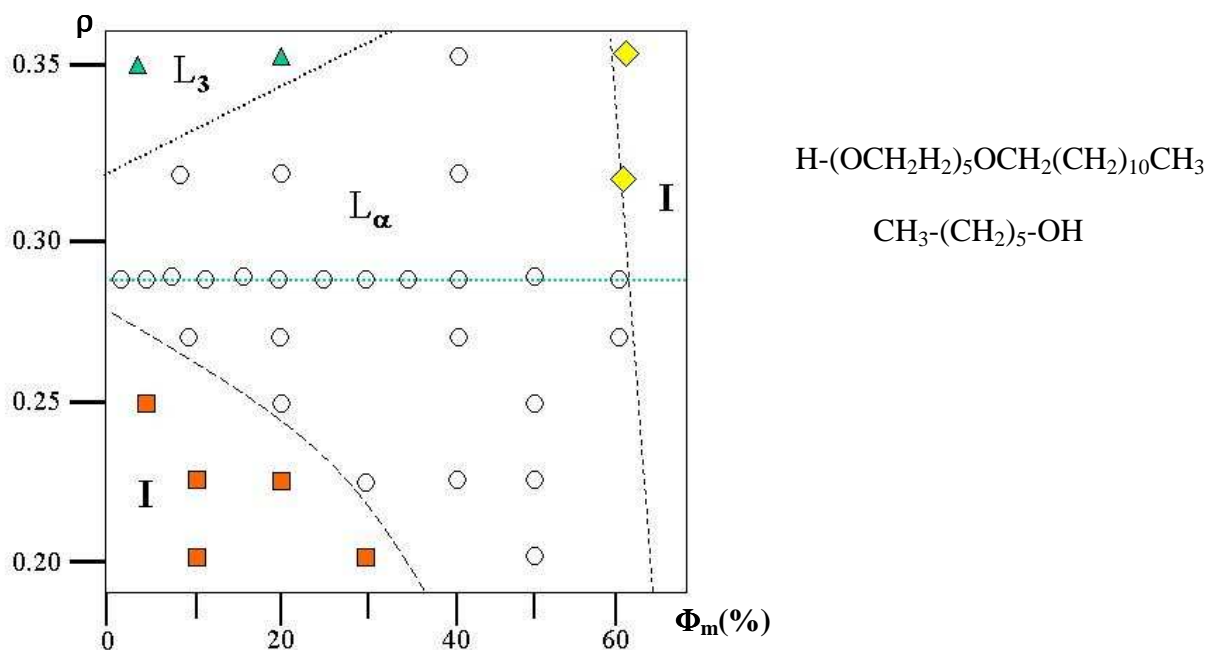 ρ
0.35
0.30
0.25
0.20
L₃
Lα
I
I
0
20
40
60
Φm(%)
H-(OCH₂H₂)₅OCH₂(CH₂)₁₀CH₃
CH₃-(CH₂)₅-OH